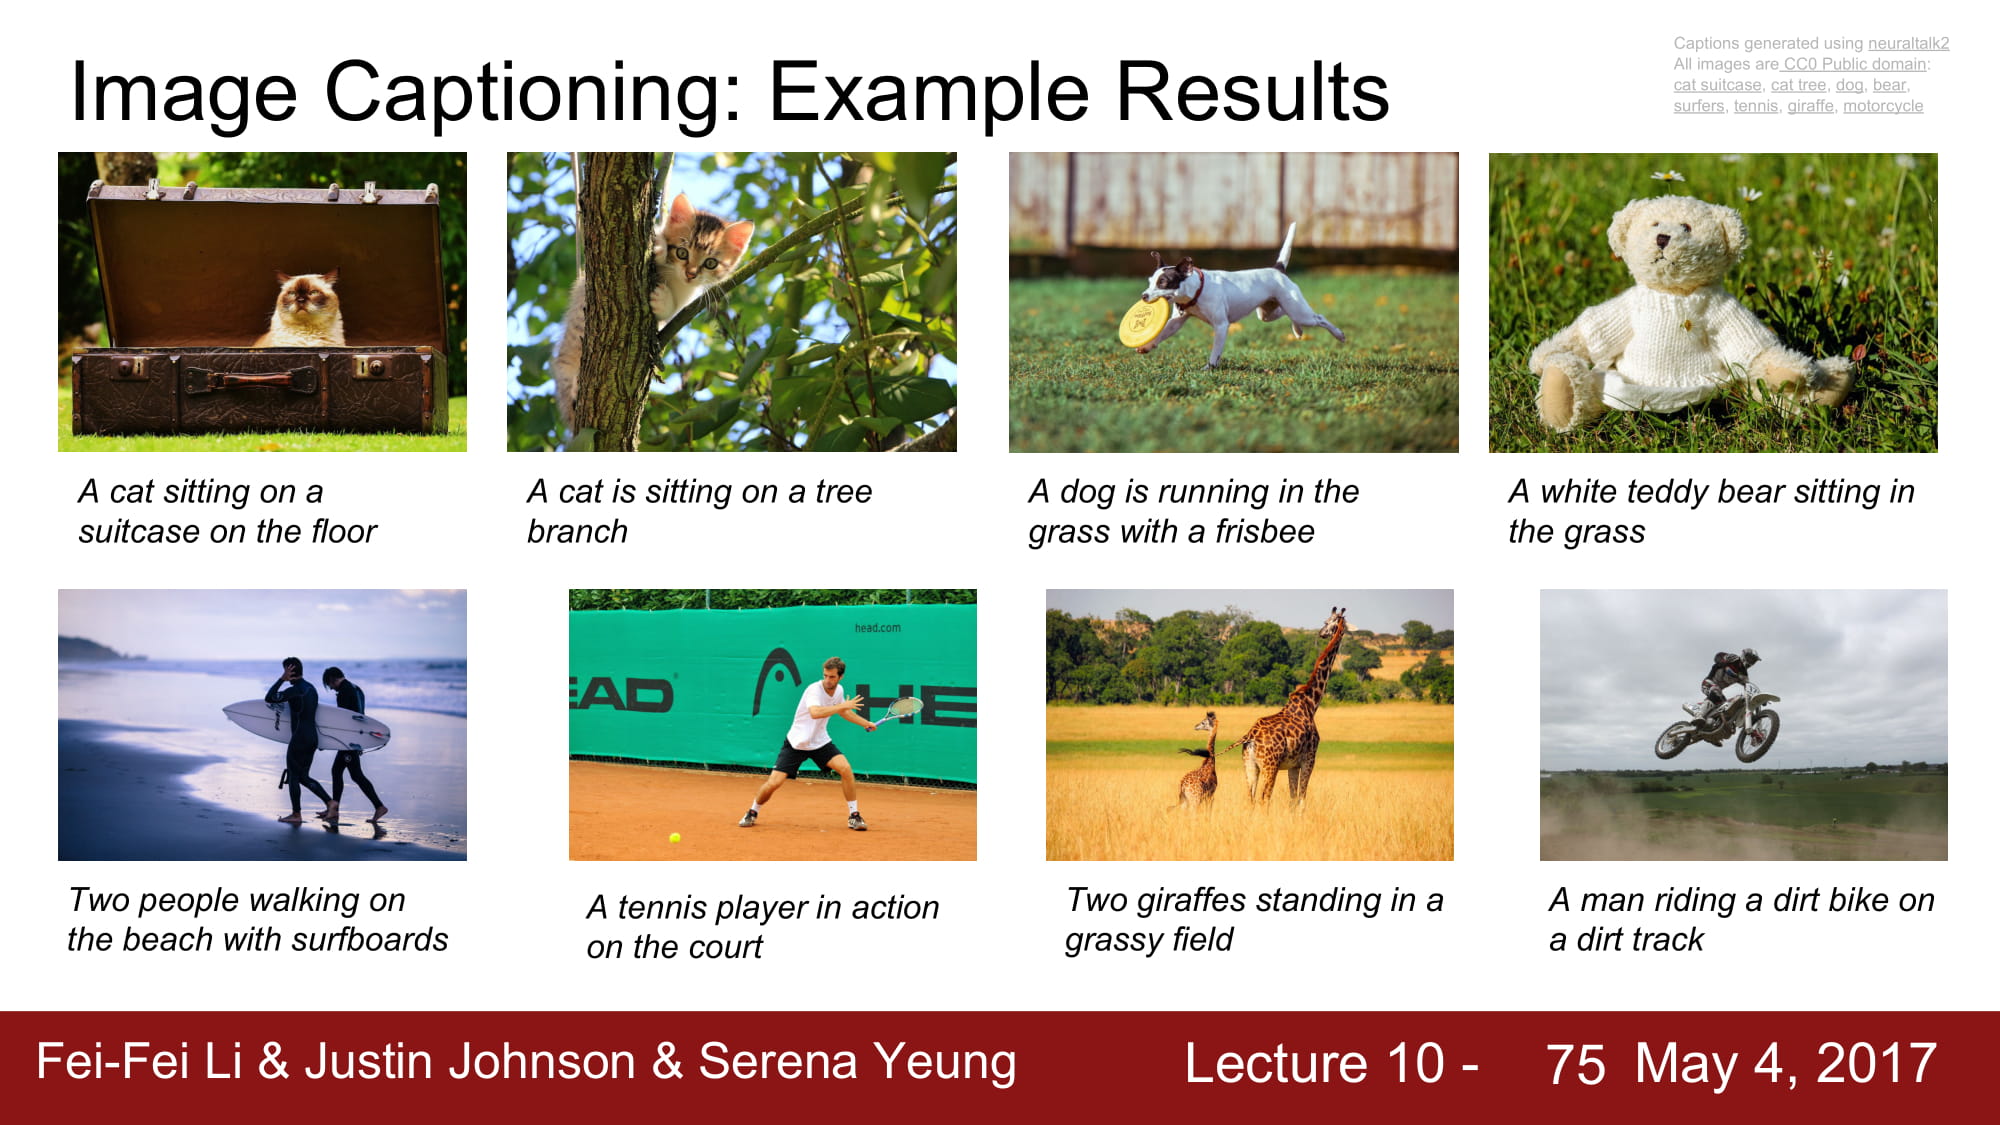 Image Captioning: Example Results
Captions generated using neuraltalk2
All images are CC0 Public domain:
cat suitcase, cat tree, dog, bear,
surfers, tennis, giraffe, motorcycle
A cat sitting on a
suitcase on the floor
A cat is sitting on a tree
branch
A dog is running in the
grass with a frisbee
A white teddy bear sitting in
the grass
head.com
EAD
HE
Two people walking on
the beach with surfboards
A tennis player in action
on the court
Two giraffes standing in a
grassy field
A man riding a dirt bike on
a dirt track
Fei-Fei Li & Justin Johnson & Serena Yeung
Lecture 10 - 75 May 4, 2017